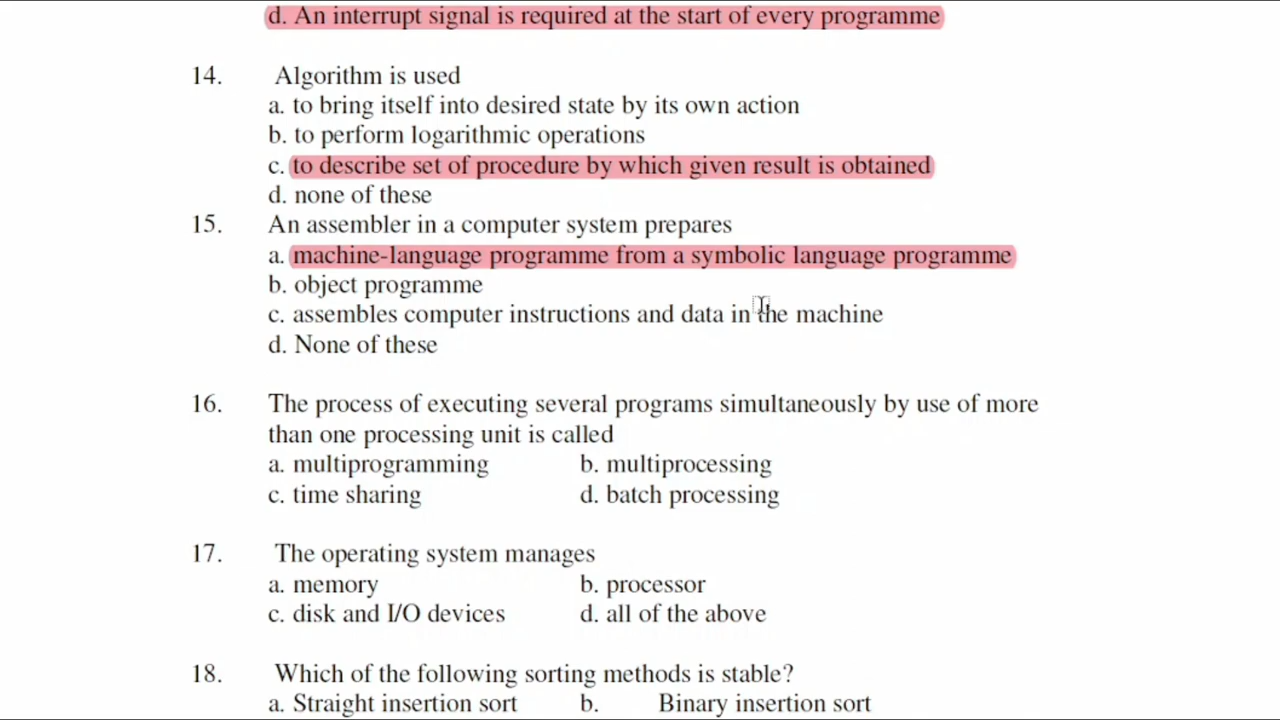 d. An interrupt signal is required at the start of every programme
14. Algorithm is used
a. to bring itself into desired state by its own action
b. to perform logarithmic operations
c. to describe set of procedure by which given result is obtained
d. none of these
15. An assembler in a computer system prepares
a. machine-language programme from a symbolic language programme
b. object programme
c. assembles computer instructions and data in the machine
d. None of these
16. The process of executing several programs simultaneously by use of more
than one processing unit is called
a. multiprogramming b. multiprocessing
c. time sharing d. batch processing
17. The operating system manages
a. memory b. processor
c. disk and I/O devices d. all of the above
18. Which of the following sorting methods is stable?
a. Straight insertion sort b. Binary insertion sort